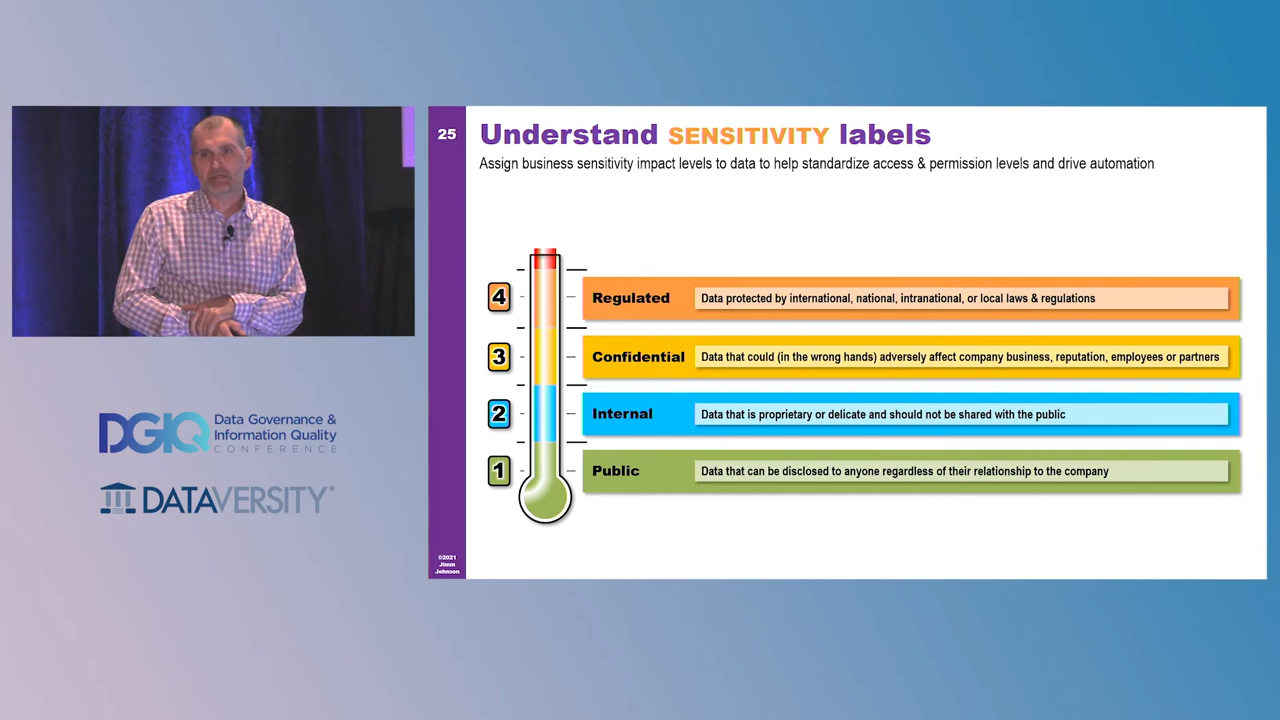 25
Understand SENSITIVITY labels
Assign business sensitivity impact levels to data to help standardize access & permission levels and drive automation
4
Regulated
Data protected by international, national, intranational, or local laws & regulations
3
Confidential
Data that could (in the wrong hands) adversely affect company business, reputation, employees or partners
2
Internal
Data that is proprietary or delicate and should not be shared with the public
1
Public
Data that can be disclosed to anyone regardless of their relationship to the company
©2021
Jimm
Johnson
DGIQ
Data Governance &
Information Quality
CONFERENCE
DATAVERSITY